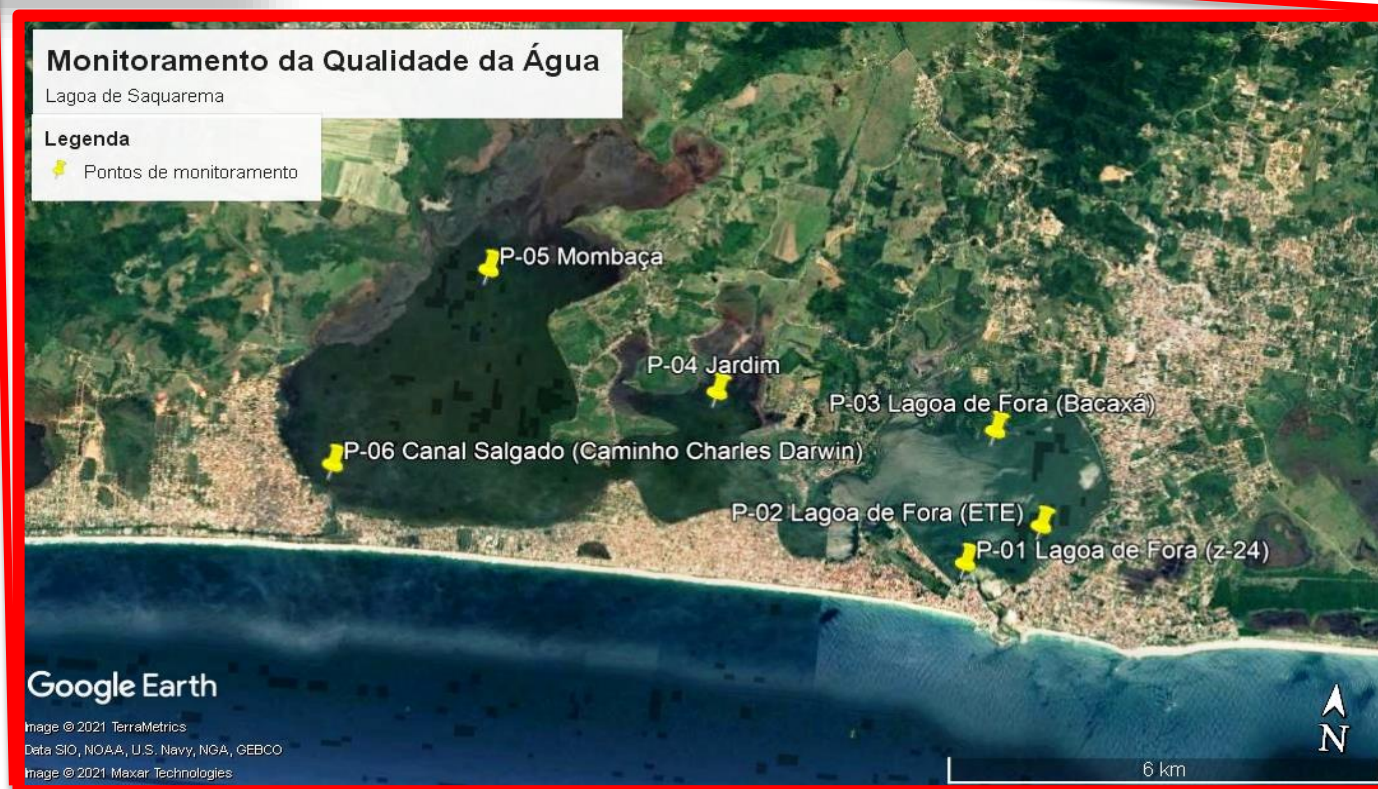 Monitoramento da Qualidade da Água
Lagoa de Saquarema
Legenda
Pontos de monitoramento
P-05 Mombaça
P-04 Jardim
P-03 Lagoa de Fora (Bacaxá)
P-06 Canal Salgado (Caminho Charles Darwin)
P-02 Lagoa de Fora (ETE)
P-01 Lagoa de Fora (z-24)
Google Earth
Image © 2021 TerraMetrics
Data SIO, NOAA, U.S. Navy, NGA, GEBCO
Image © 2021 Maxar Technologies
N
6 km